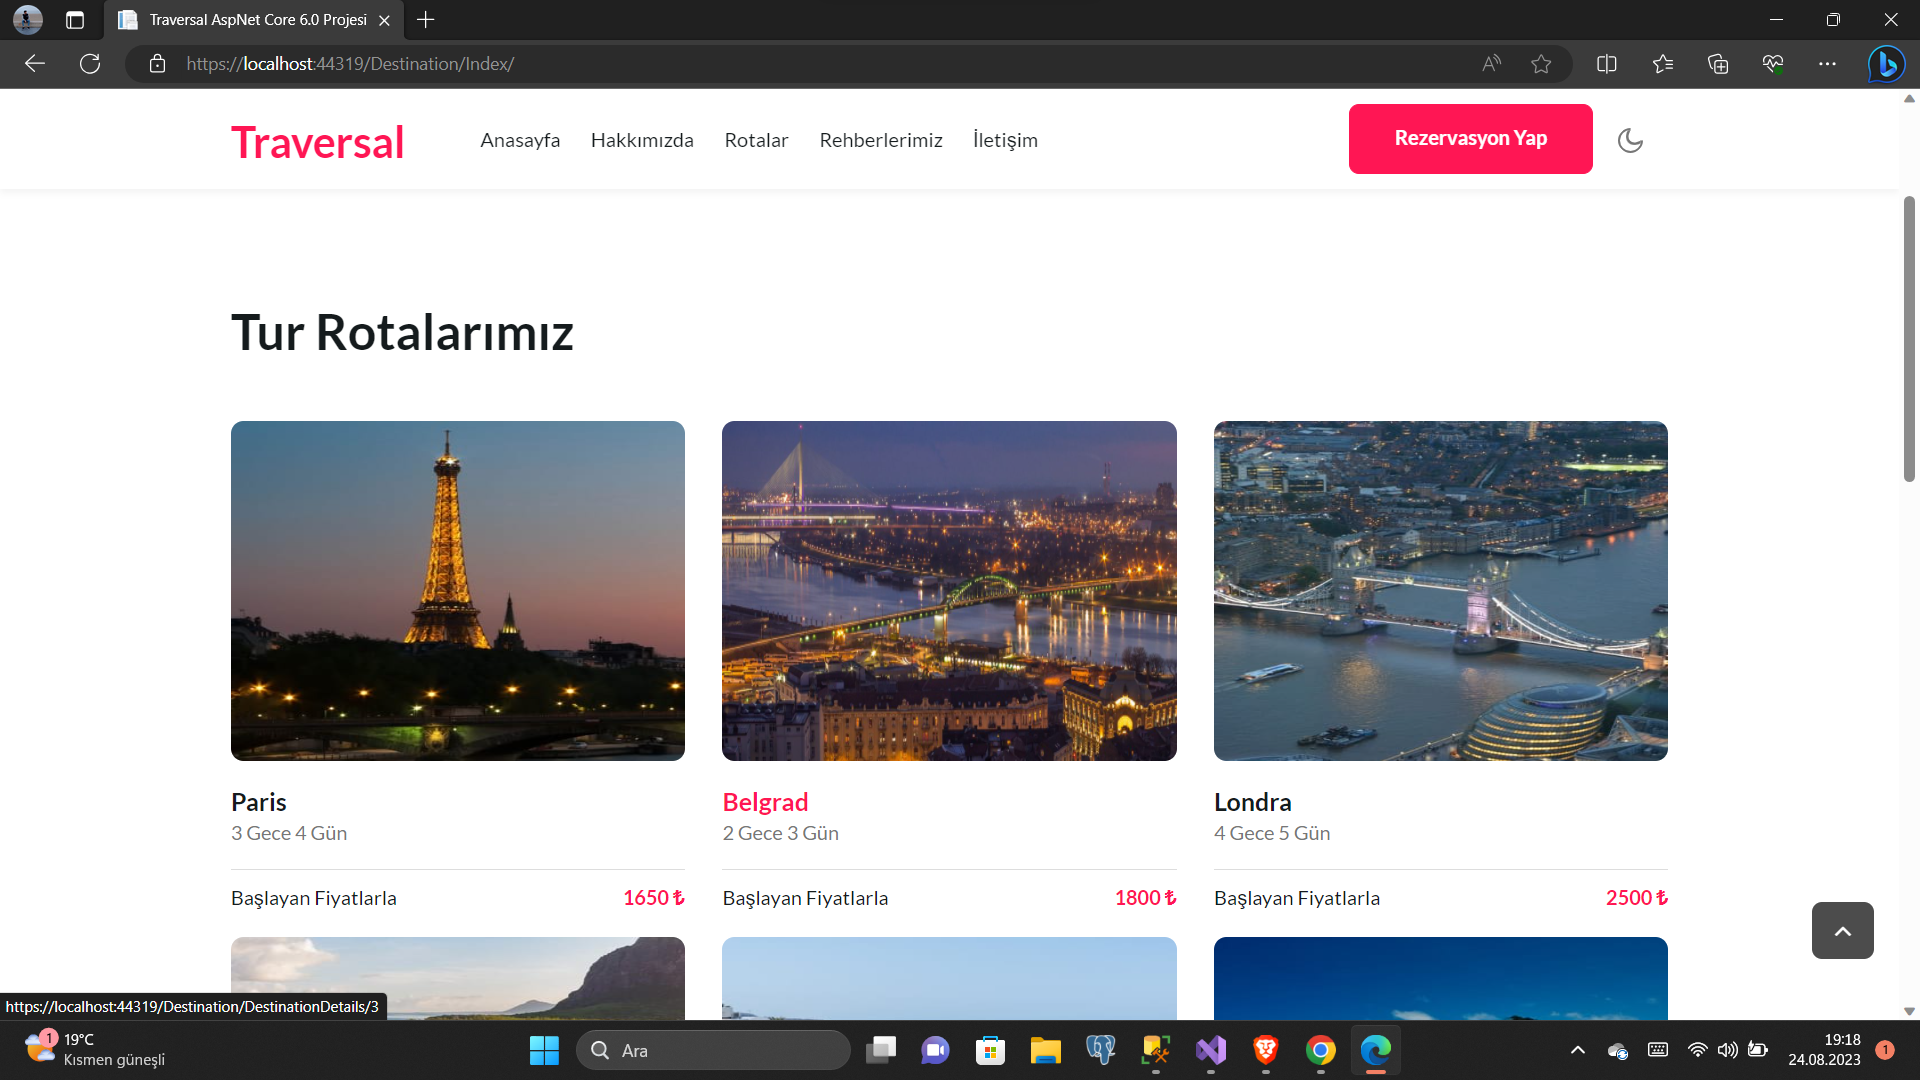 Traversal AspNet Core 6.0 Projesi
https://localhost:44319/Destination/Index/
Traversal
Anasayfa
Hakkımızda
Rotalar
Rehberlerimiz
İletişim
Rezervasyon Yap
Tur Rotalarımız
Paris
3 Gece 4 Gün
Başlayan Fiyatlarla 1650 ₺
Belgrad
2 Gece 3 Gün
Başlayan Fiyatlarla 1800 ₺
Londra
4 Gece 5 Gün
Başlayan Fiyatlarla 2500 ₺
https://localhost:44319/Destination/DestinationDetails/3
1
19°C
Kısmen güneşli
Ara
19:18
24.08.2023
1